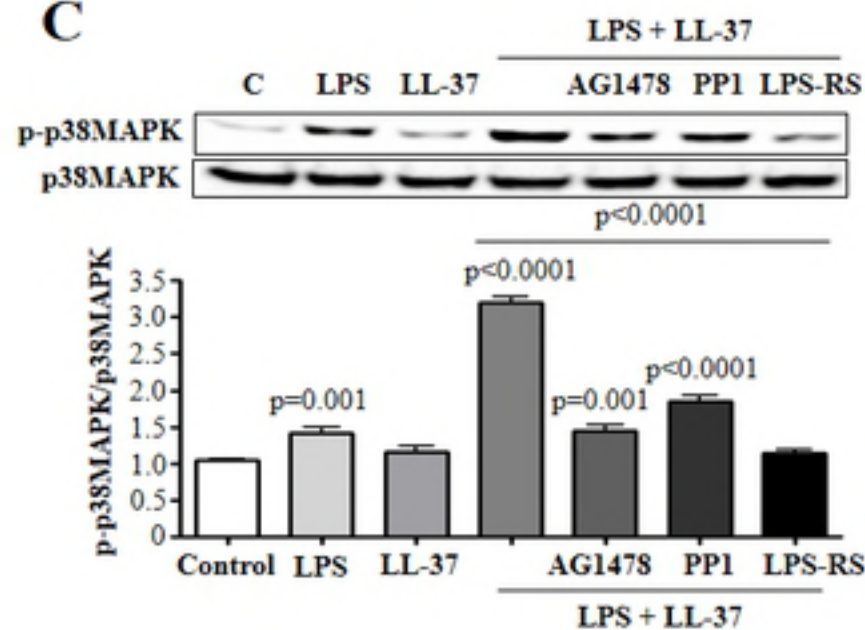 C
LPS + LL-37
C LPS LL-37 AG1478 PP1 LPS-RS
p-p38MAPK
p38MAPK
p<0.0001
p-p38MAPK/p38MAPK
3.5
3.0
2.5
2.0
1.5
1.0
0.5
0
p=0.001
p<0.0001
p=0.001
p<0.0001
Control LPS LL-37 AG1478 PP1 LPS-RS
LPS + LL-37